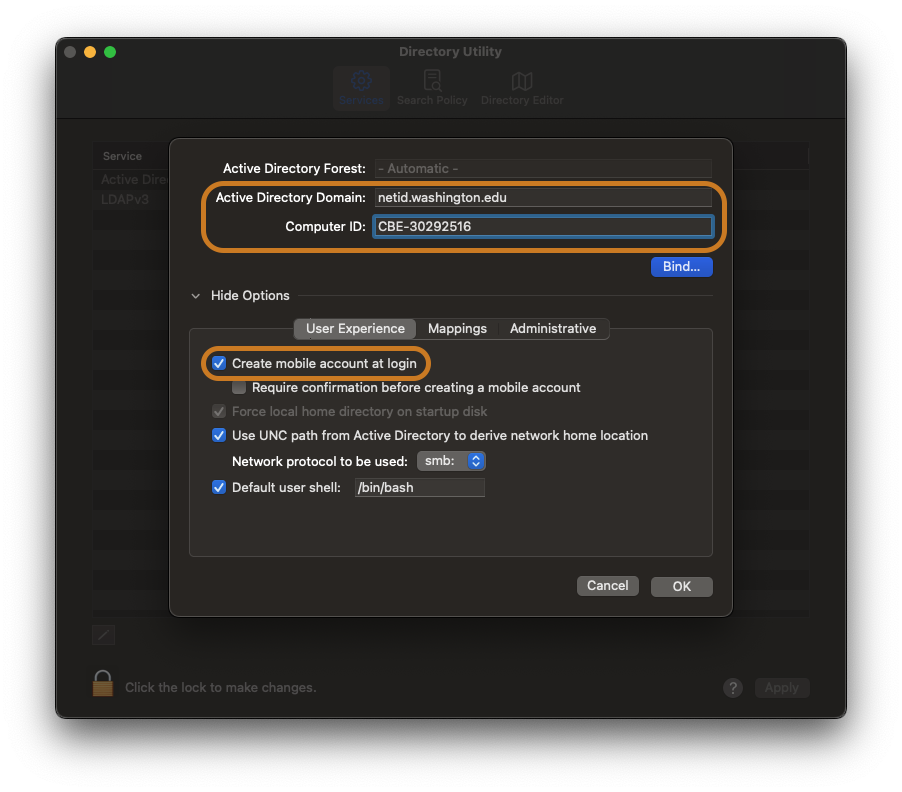 Directory Utility
Services Search Policy Directory Editor
Service
Active Dire
LDAPv3
Active Directory Forest: - Automatic -
Active Directory Domain: netid.washington.edu
Computer ID: CBE-30292516
Bind...
Hide Options
User Experience Mappings Administrative
Create mobile account at login
Require confirmation before creating a mobile account
Force local home directory on startup disk
Use UNC path from Active Directory to derive network home location
Network protocol to be used: smb:
Default user shell: /bin/bash
Cancel OK
Click the lock to make changes. ? Apply